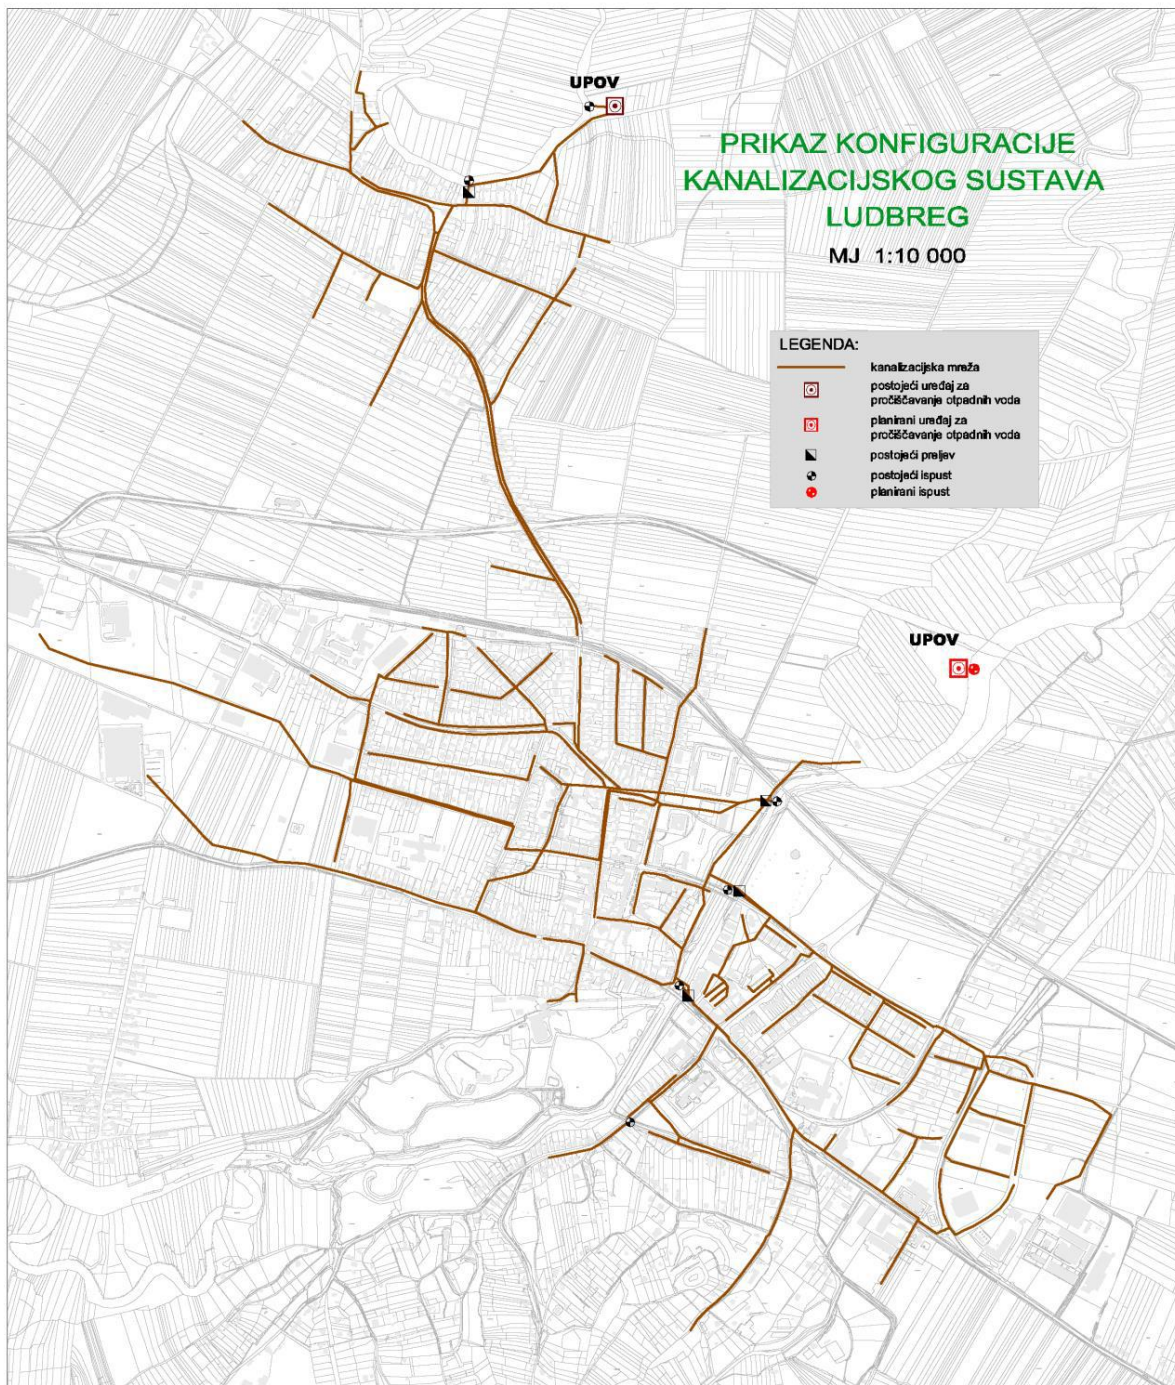 UPOV
PRIKAZ KONFIGURACIJE
KANALIZACIJSKOG SUSTAVA
LUDBREG
MJ 1:10 000
LEGENDA:
kanalizacijska mreža
postojeći uređaj za
pročišćavanje otpadnih voda
planirani uređaj za
pročišćavanje otpadnih voda
postojeći preljev
postojeći ispust
planirani ispust
UPOV